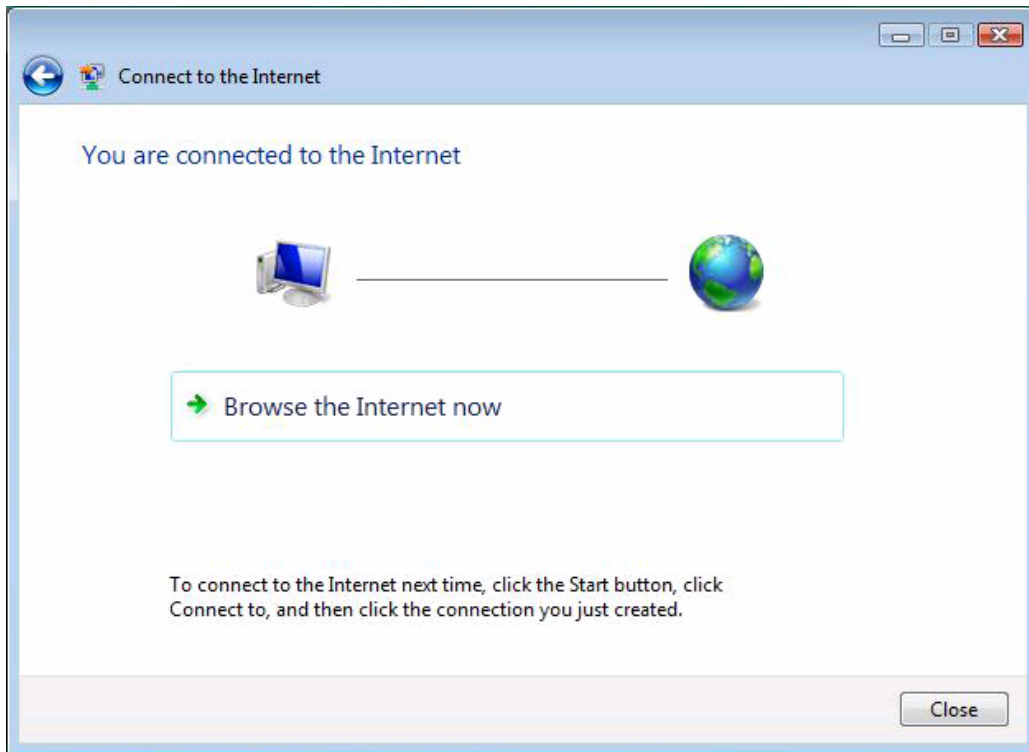 Connect to the Internet
You are connected to the Internet
Browse the Internet now
To connect to the Internet next time, click the Start button, click
Connect to, and then click the connection you just created.
Close